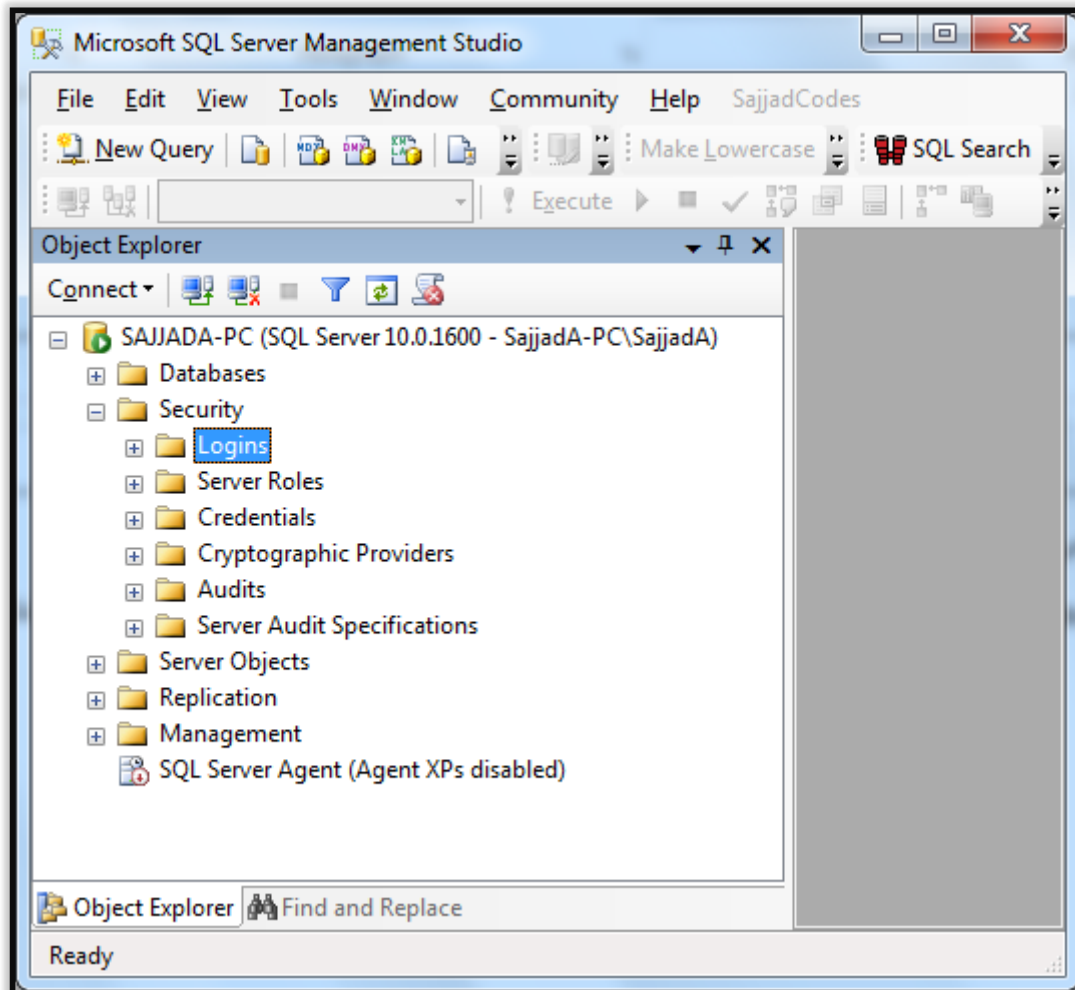 Microsoft SQL Server Management Studio
File Edit View Tools Window Community Help SajjadCodes
New Query MDX DMX XMLA Make Lowercase SQL Search
Execute
Object Explorer
Connect
SAJJADA-PC (SQL Server 10.0.1600 - SajjadA-PC\SajjadA)
Databases
Security
Logins
Server Roles
Credentials
Cryptographic Providers
Audits
Server Audit Specifications
Server Objects
Replication
Management
SQL Server Agent (Agent XPs disabled)
Object Explorer Find and Replace
Ready